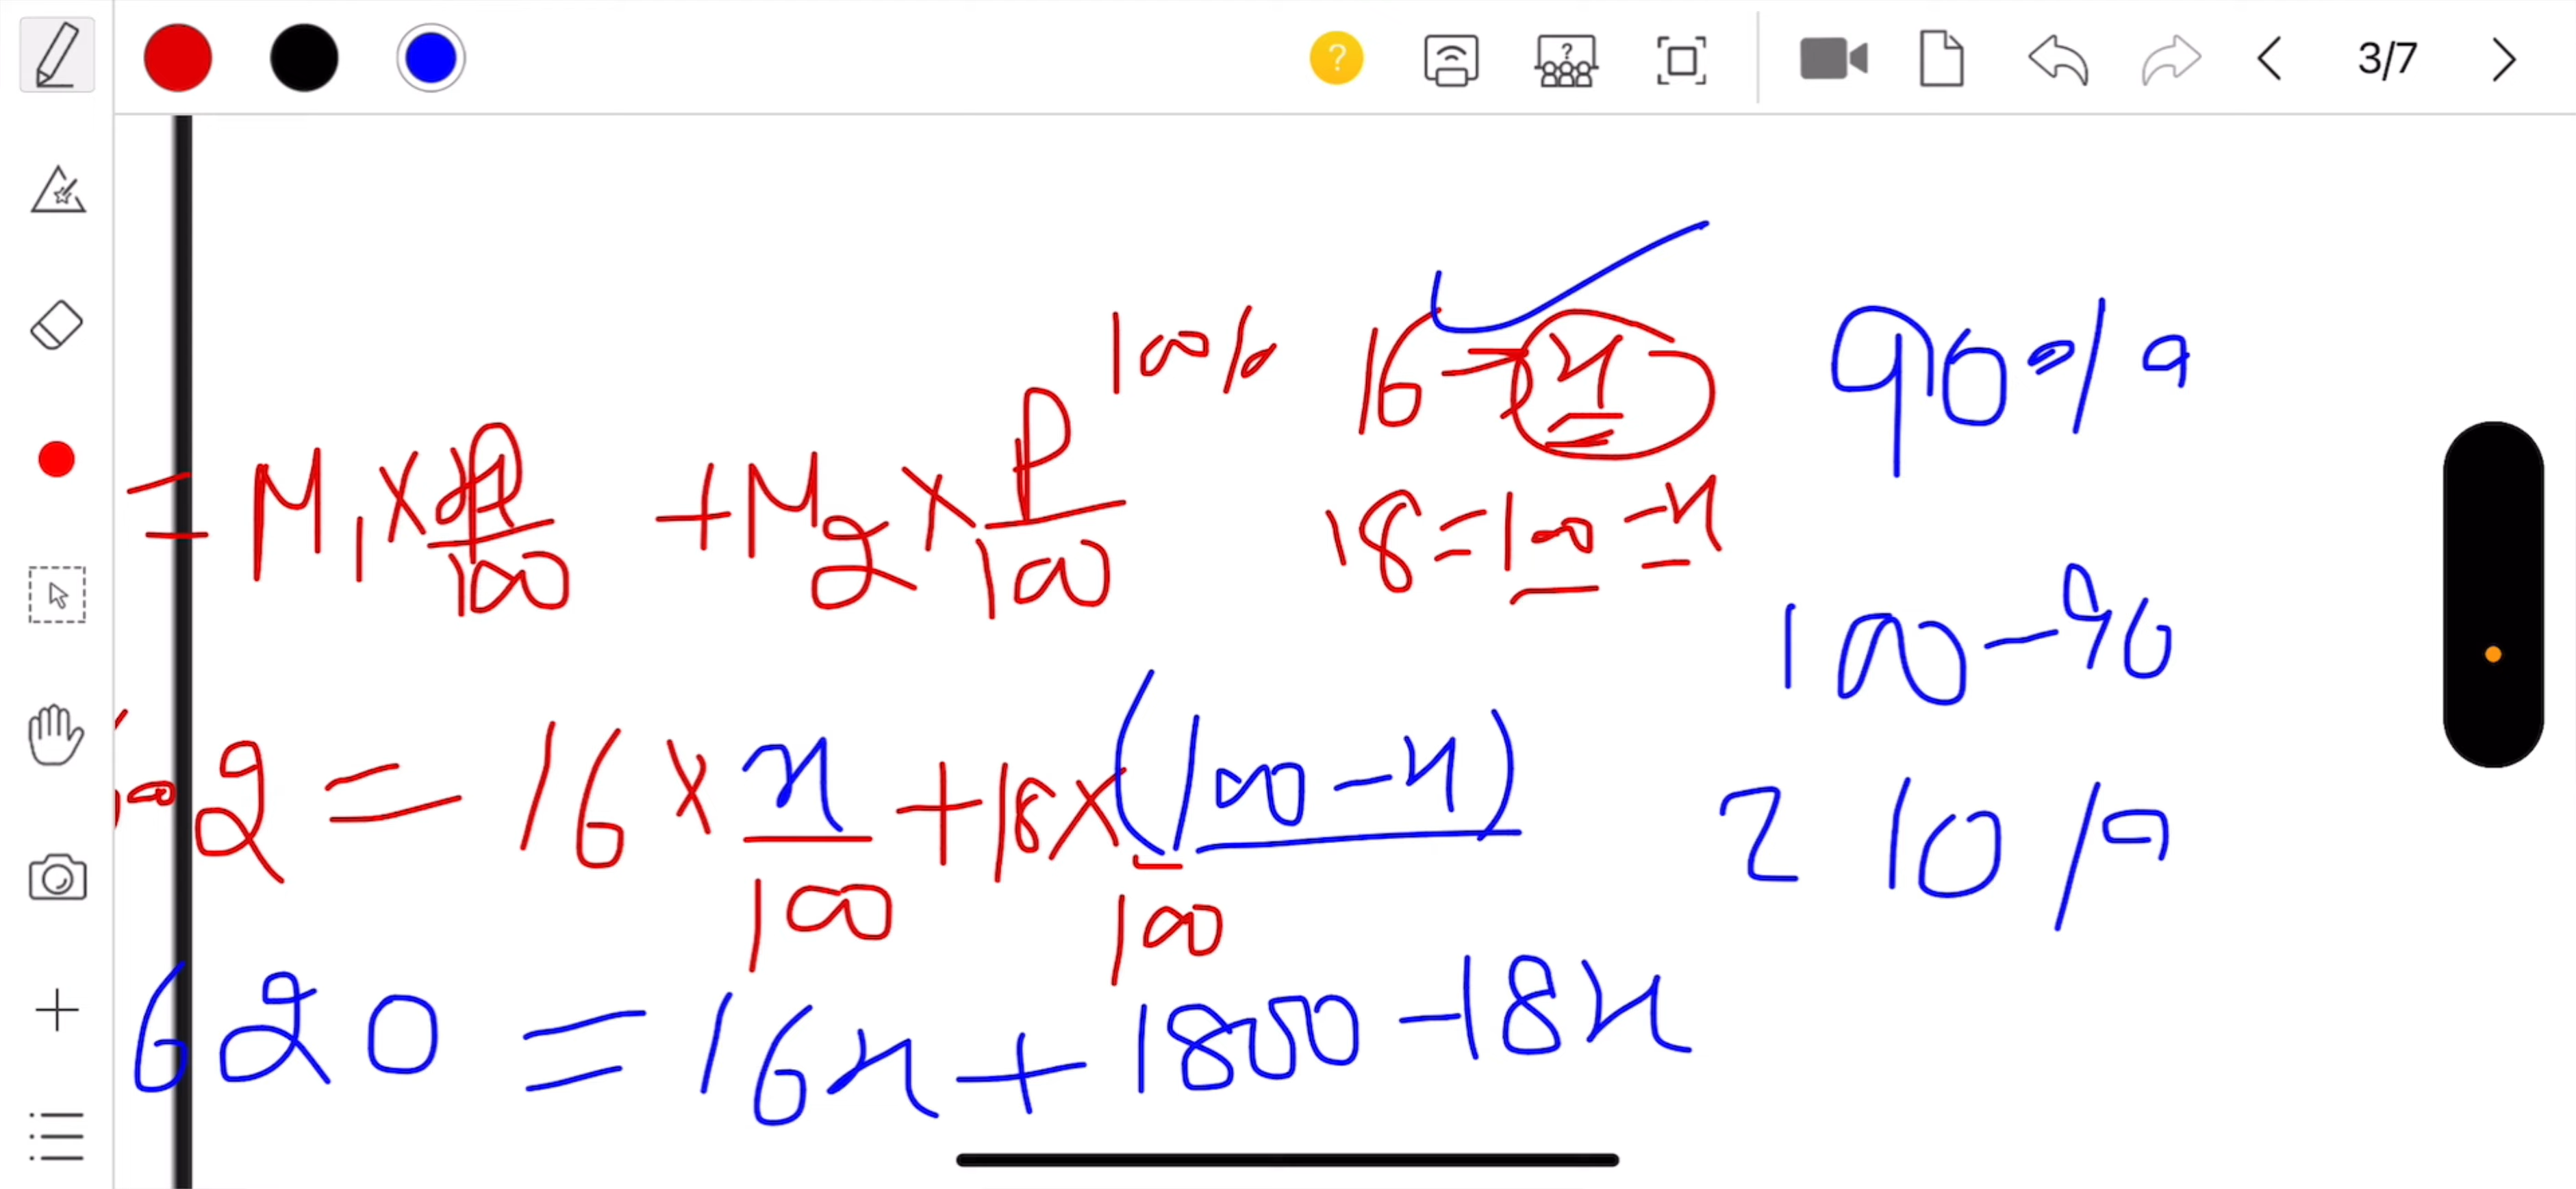 3/7
100% 16 → x 90%
= M1 × P/100 + M2 × P/100
18 = 100 - x
100 - 90
2 = 16 × x/100 + 18 × (100 - x)/100
= 10%
620 = 16x + 1800 - 18x